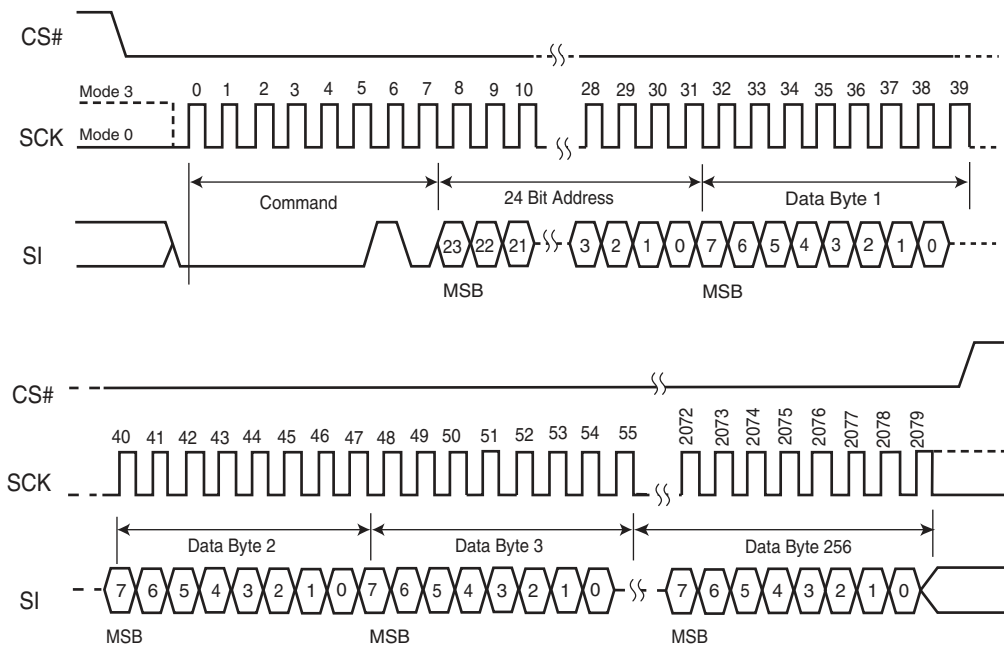 CS#
Mode 3
0 1 2 3 4 5 6 7 8 9 10 28 29 30 31 32 33 34 35 36 37 38 39
SCK
Mode 0
Command
24 Bit Address
Data Byte 1
SI
23 22 21 3 2 1 0 7 6 5 4 3 2 1 0
MSB
MSB
CS#
40 41 42 43 44 45 46 47 48 49 50 51 52 53 54 55 2072 2073 2074 2075 2076 2077 2078 2079
SCK
Data Byte 2
Data Byte 3
Data Byte 256
SI
7 6 5 4 3 2 1 0 7 6 5 4 3 2 1 0 7 6 5 4 3 2 1 0
MSB
MSB
MSB